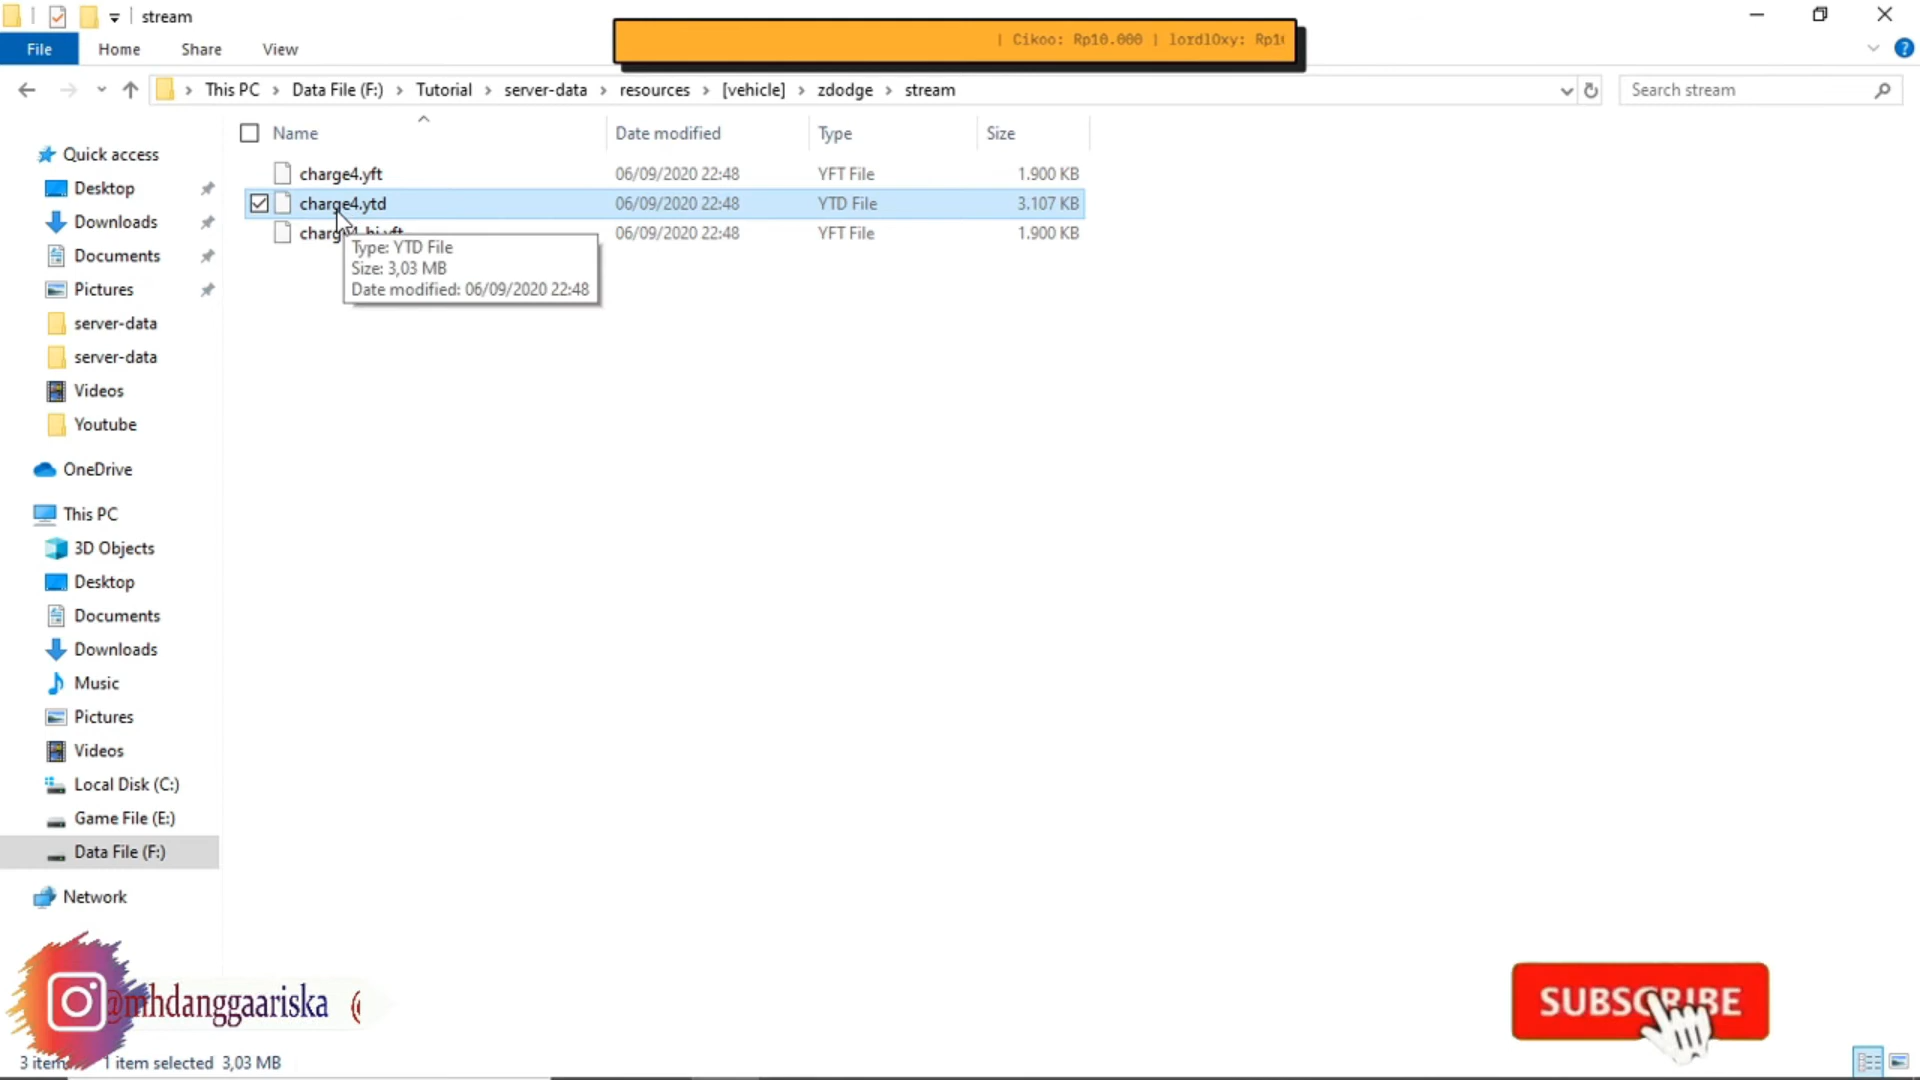 stream
| Cikoo: Rp10.000 | lordlOxy:
File Home Share View
This PC > Data File (F:) > Tutorial > server-data > resources > [vehicle] > zdodge > stream
Search stream
Name Date modified Type Size
charge4.yft 06/09/2020 22:48 YFT File 1.900 KB
charge4.ytd 06/09/2020 22:48 YTD File 3.107 KB
06/09/2020 22:48 YFT File 1.900 KB
Type: YTD File
Size: 3,03 MB
Date modified: 06/09/2020 22:48
Quick access
Desktop
Downloads
Documents
Pictures
server-data
server-data
Videos
Youtube
OneDrive
This PC
3D Objects
Desktop
Documents
Downloads
Music
Pictures
Videos
Local Disk (C:)
Game File (E:)
Data File (F:)
Network
@mhdanggaariska
SUBSCRIBE
3 item 1 item selected 3,03 MB